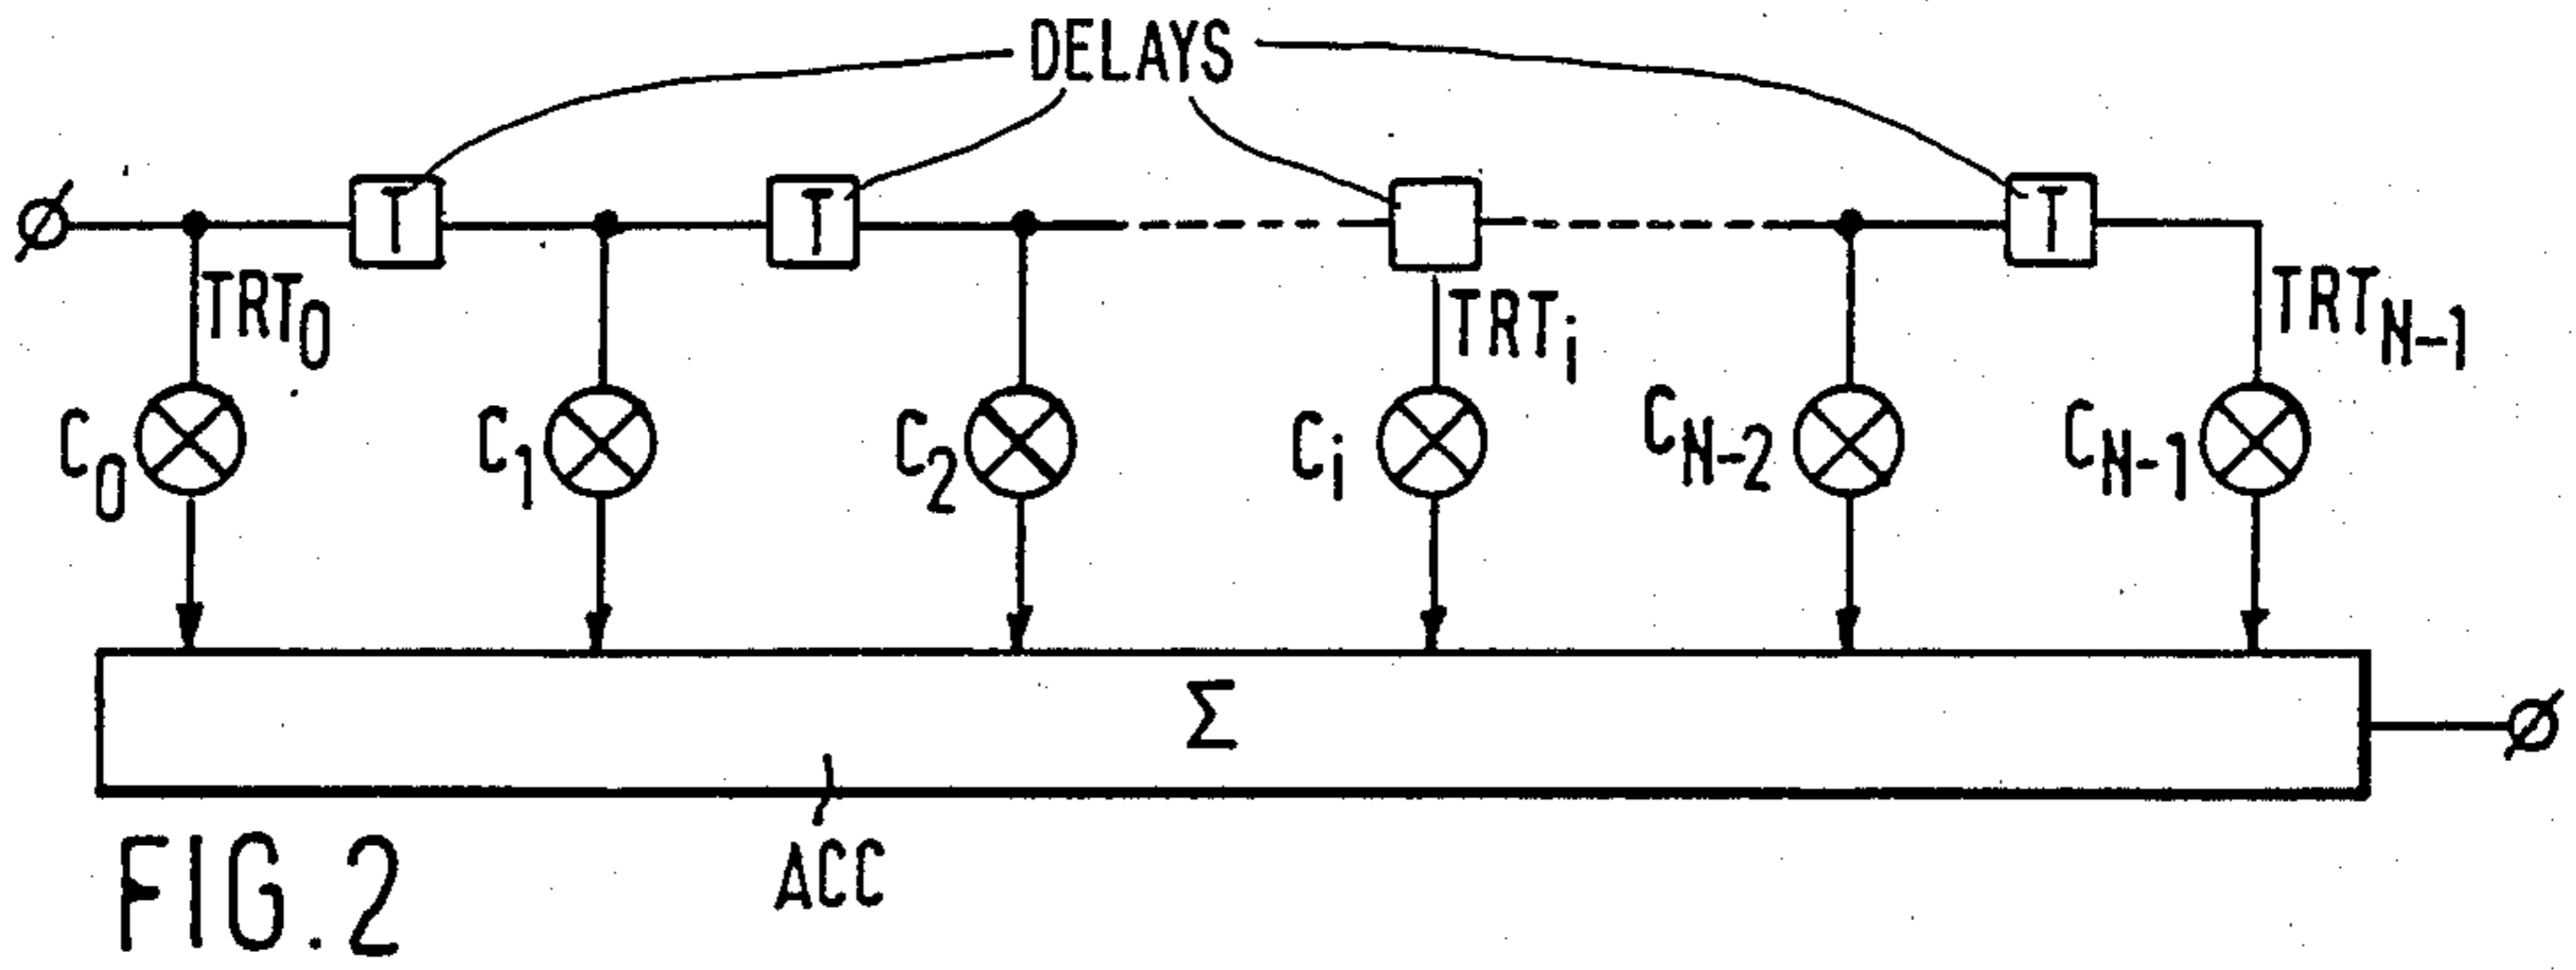 DELAYS
T T T
TRT0 TRTi TRTN-1
C0 C1 C2 Ci CN-2 CN-1
Σ
ACC
FIG.2